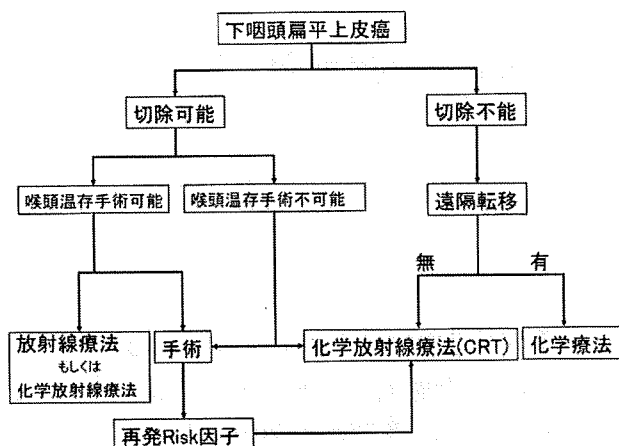 下咽頭扁平上皮癌
切除可能
切除不能
喉頭温存手術可能
喉頭温存手術不可能
遠隔転移
無
有
放射線療法
もしくは
化学放射線療法
手術
化学放射線療法(CRT)
化学療法
再発Risk因子